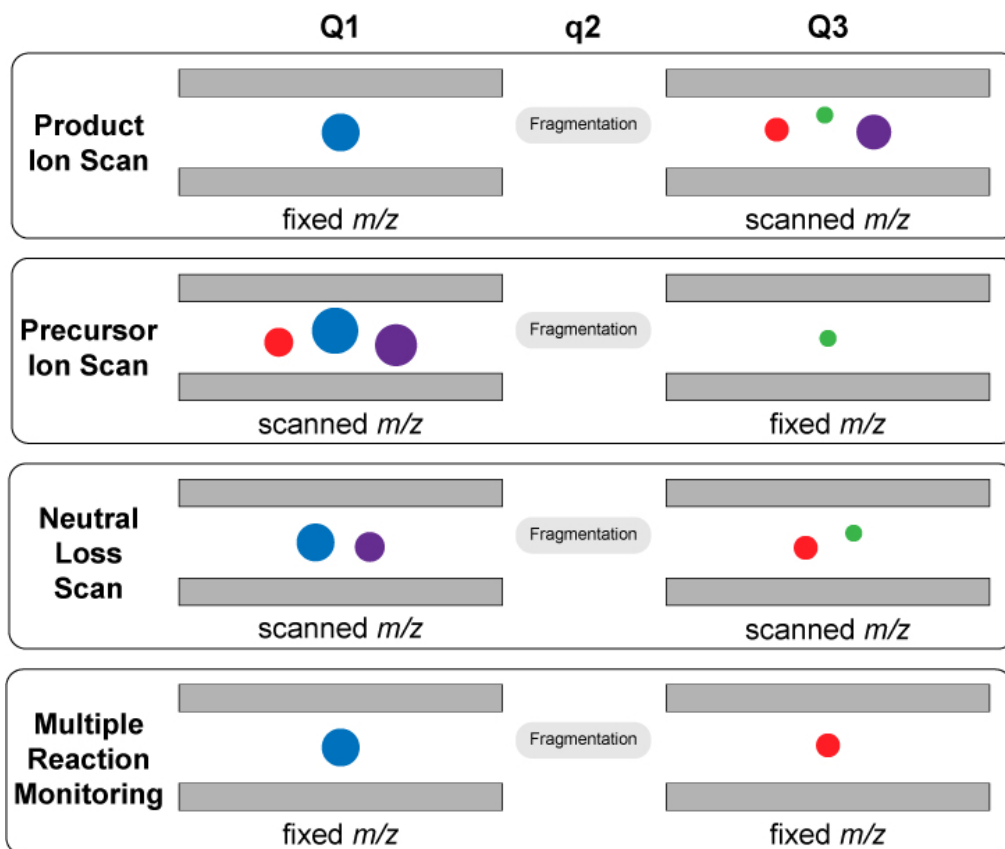 Q1 q2 Q3
Product
Ion Scan
Fragmentation
fixed m/z
scanned m/z
Precursor
Ion Scan
Fragmentation
scanned m/z
fixed m/z
Neutral
Loss
Scan
Fragmentation
scanned m/z
scanned m/z
Multiple
Reaction
Monitoring
Fragmentation
fixed m/z
fixed m/z